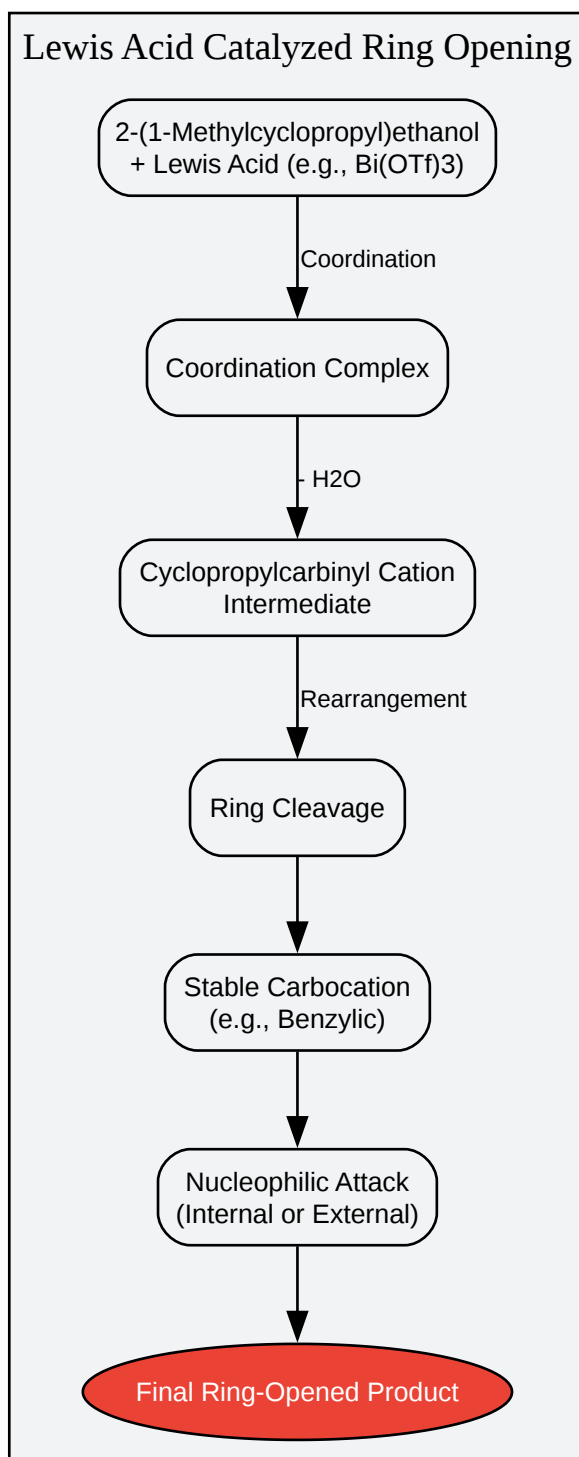 Lewis Acid Catalyzed Ring Opening
2-(1-Methylcyclopropyl)ethanol
+ Lewis Acid (e.g., Bi(OTf)3)
Coordination
Coordination Complex
- H2O
Cyclopropylcarbinyl Cation
Intermediate
Rearrangement
Ring Cleavage
Stable Carbocation
(e.g., Benzylic)
Nucleophilic Attack
(Internal or External)
Final Ring-Opened Product